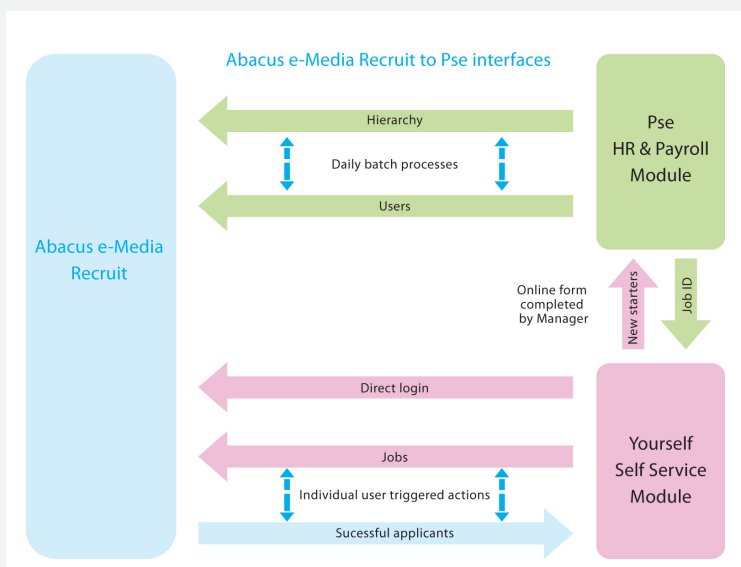 Abacus e-Media Recruit to Pse interfaces
Hierarchy
Daily batch processes
Users
Pse
HR & Payroll
Module
Abacus e-Media
Recruit
Online form
completed
by Manager
New starters
Job ID
Direct login
Jobs
Individual user triggered actions
Sucessful applicants
Yourself
Self Service
Module